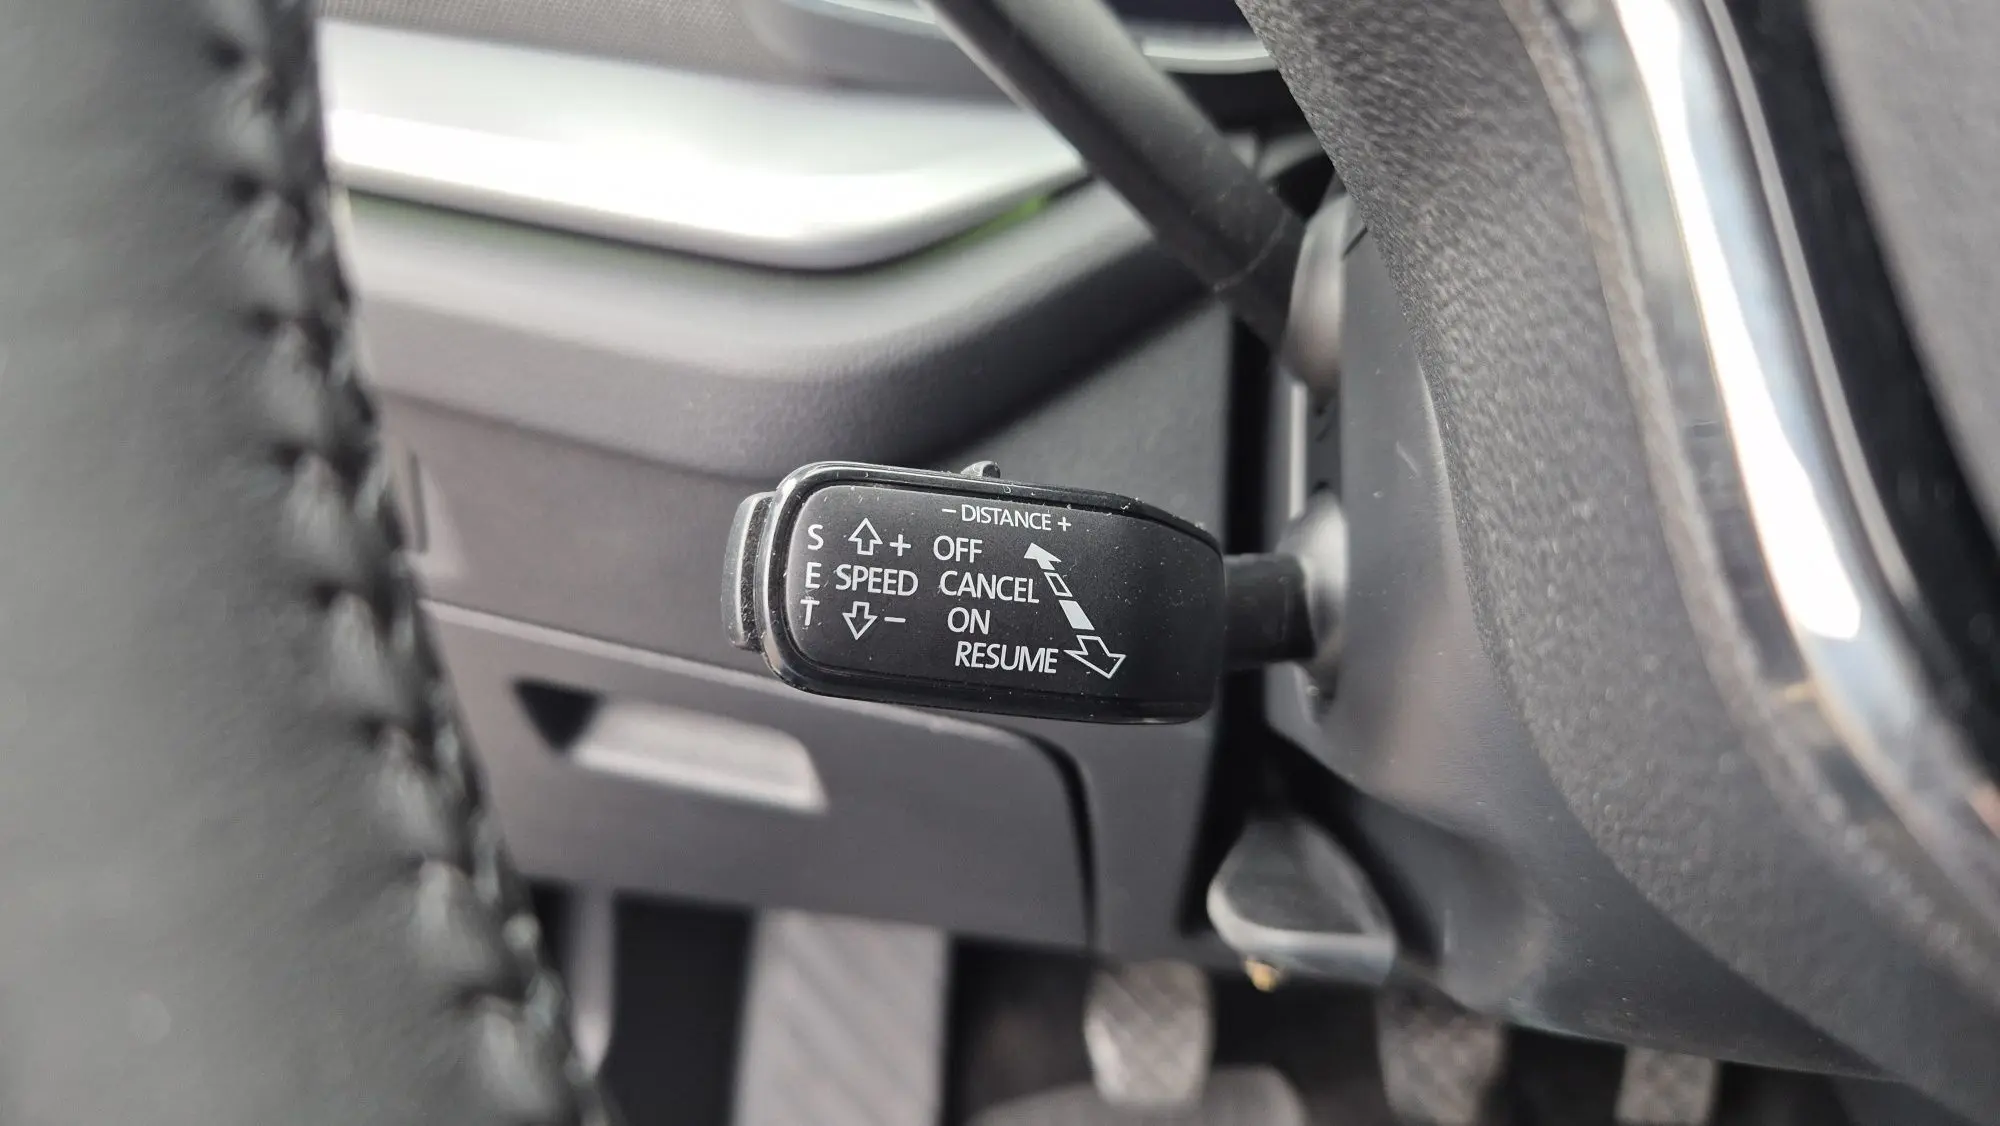 - DISTANCE +
S + OFF
E SPEED CANCEL
T - ON
RESUME